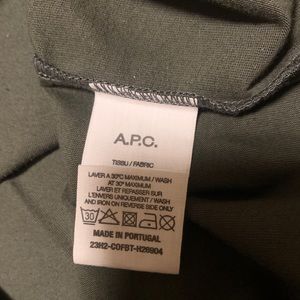 A.P.C.
TISSU / FABRIC
LAVER A 30°C MAXIMUM / WASH
AT 30° MAXIMUM
LAVER ET REPASSER SUR
L'ENVERS UNIQUEMENT / WASH
AND IRON ON REVERSE SIDE ONLY
30
MADE IN PORTUGAL
23H2-COFBT-H26904